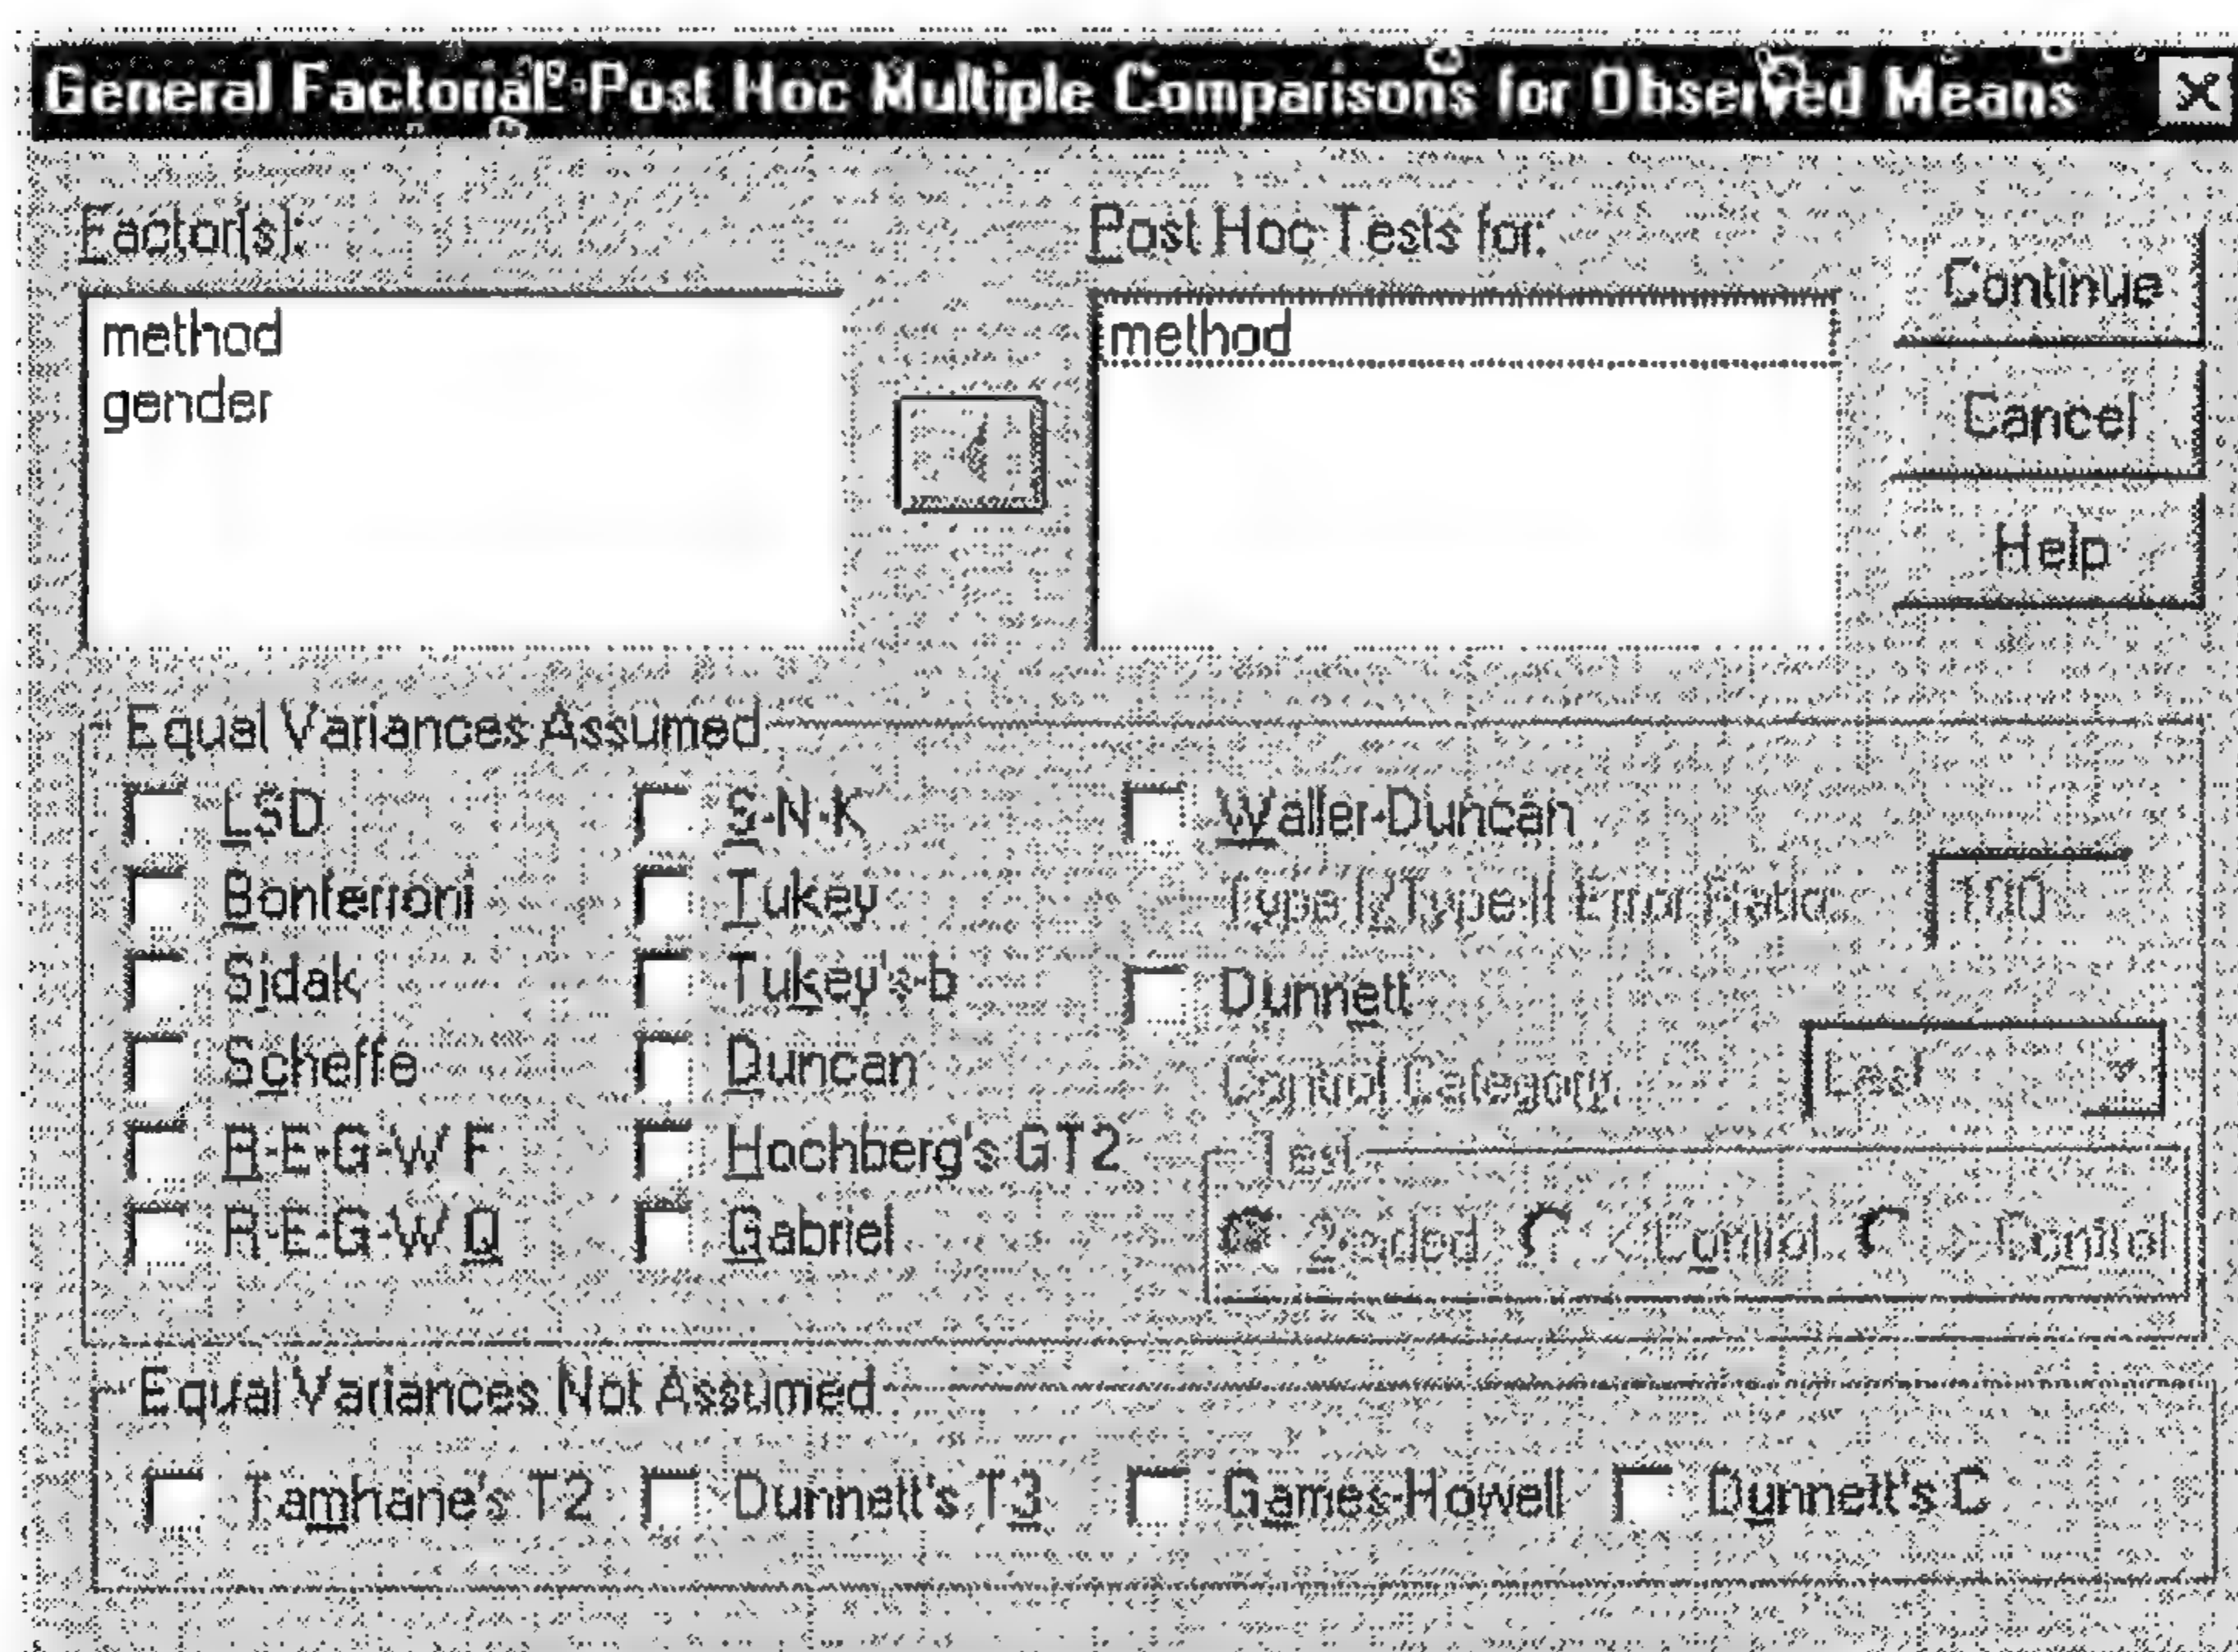 General Factorial: Post Hoc Multiple Comparisons for Observed Means
Factor(s):
method
gender
Post Hoc Tests for:
method
Continue
Cancel
Help
Equal Variances Assumed
LSD
Bonferroni
Sidak
Scheffe
R-E-G-W F
R-E-G-W Q
S-N-K
Tukey
Tukey's-b
Duncan
Hochberg's GT2
Gabriel
Waller-Duncan
Type I/Type II Error Ratio: 100
Dunnett
Control Category: Last
Test
2-sided < Control > Control
Equal Variances Not Assumed
Tamhane's T2 Dunnett's T3 Games-Howell Dunnett's C